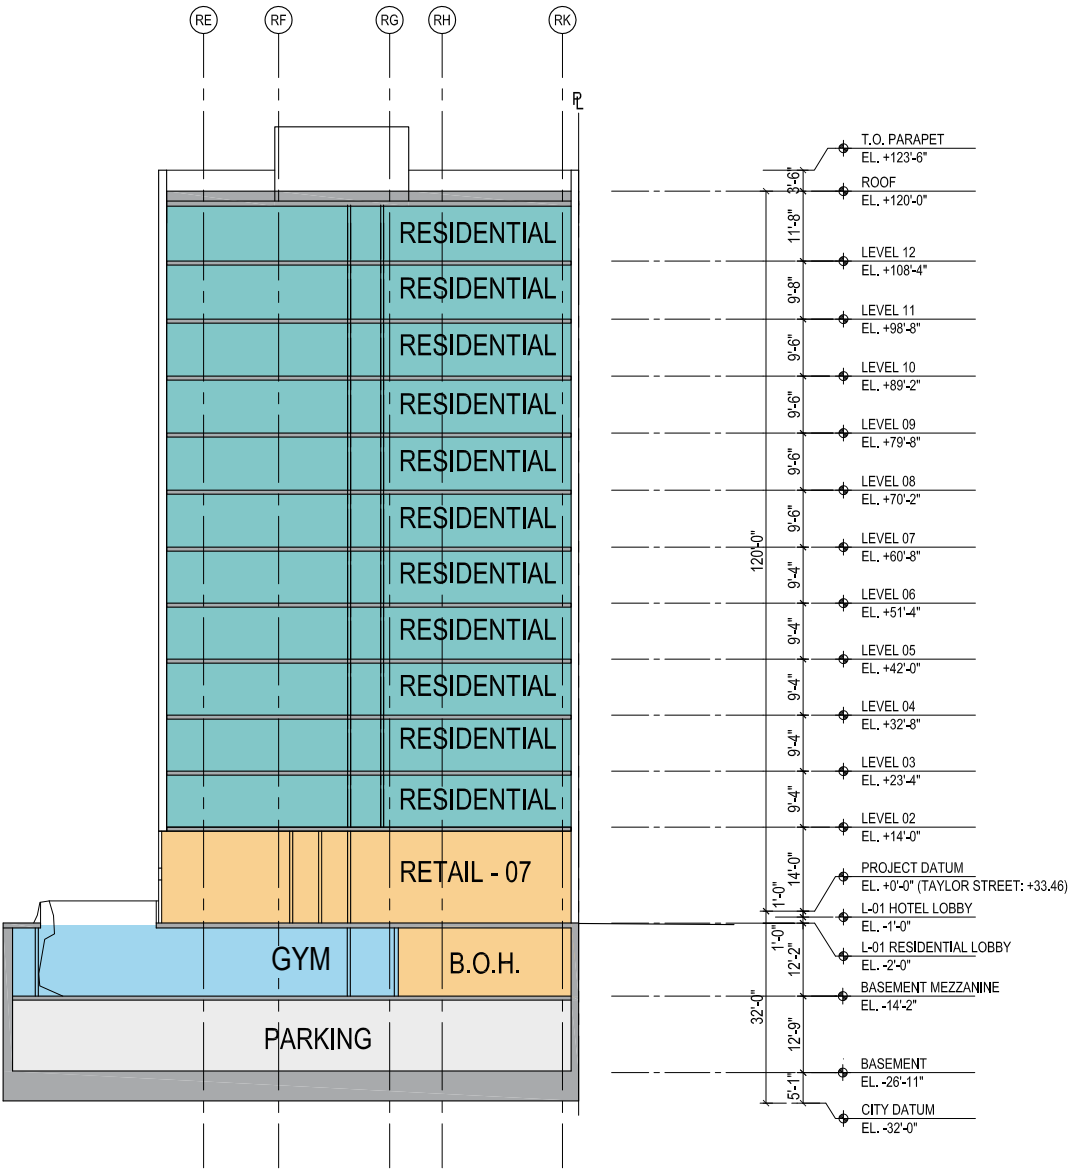 RE
RF
RG
RH
RK
PL
T.O. PARAPET
EL. +123'-6"
3'-6"
ROOF
EL. +120'-0"
11'-8"
RESIDENTIAL
LEVEL 12
EL. +108'-4"
9'-8"
RESIDENTIAL
LEVEL 11
EL. +98'-8"
9'-6"
RESIDENTIAL
LEVEL 10
EL. +89'-2"
9'-6"
RESIDENTIAL
LEVEL 09
EL. +79'-8"
9'-6"
RESIDENTIAL
LEVEL 08
EL. +70'-2"
9'-6"
RESIDENTIAL
LEVEL 07
EL. +60'-8"
120'-0"
9'-4"
RESIDENTIAL
LEVEL 06
EL. +51'-4"
9'-4"
RESIDENTIAL
LEVEL 05
EL. +42'-0"
9'-4"
RESIDENTIAL
LEVEL 04
EL. +32'-8"
9'-4"
RESIDENTIAL
LEVEL 03
EL. +23'-4"
9'-4"
RESIDENTIAL
LEVEL 02
EL. +14'-0"
14'-0"
RETAIL - 07
PROJECT DATUM
EL. +0'-0" (TAYLOR STREET: +33.46)
1'-0"
L-01 HOTEL LOBBY
EL. -1'-0"
1'-0"
L-01 RESIDENTIAL LOBBY
EL. -2'-0"
12'-2"
GYM
B.O.H.
BASEMENT MEZZANINE
EL. -14'-2"
32'-0"
12'-9"
PARKING
BASEMENT
EL. -26'-11"
5'-1"
CITY DATUM
EL. -32'-0"